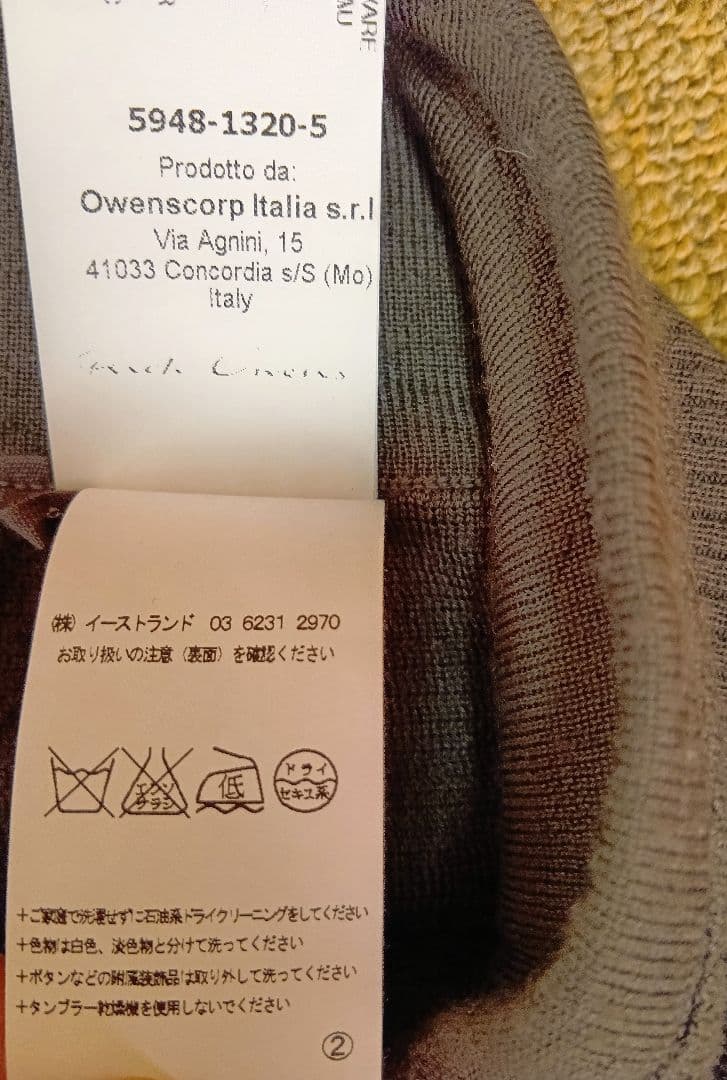 5948-1320-5
Prodotto da:
Owenscorp Italia s.r.l
Via Agnini, 15
41033 Concordia s/S (Mo)
Italy
㈱ イーストランド 03 6231 2970
お取り扱いの注意（裏面）を確認ください
エンソ サラシ
低
ドライ
セキユ系
+ご家庭で洗濯せずに石油系ドライクリーニングをしてください
+色物は白色、淡色物と分けて洗ってください
+ボタンなどの附属装飾品は取り外して洗ってください
+タンブラー乾燥機を使用しないでください
②